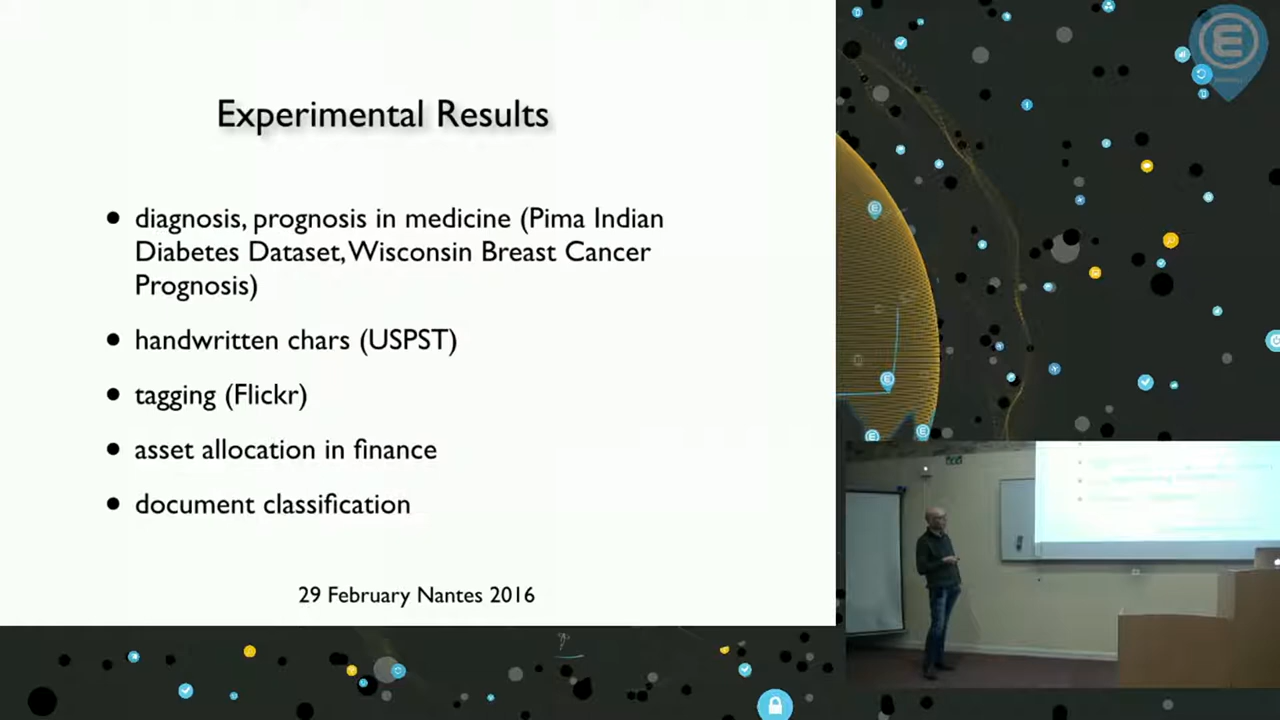 Experimental Results
● diagnosis, prognosis in medicine (Pima Indian
Diabetes Dataset, Wisconsin Breast Cancer
Prognosis)
● handwritten chars (USPST)
● tagging (Flickr)
● asset allocation in finance
● document classification
29 February Nantes 2016